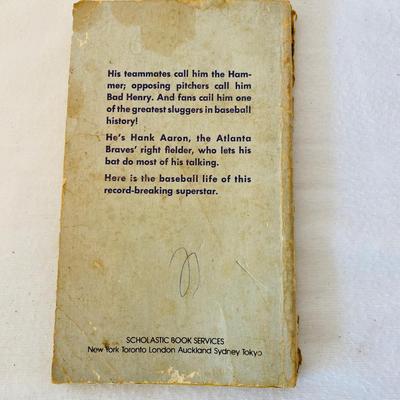 His teammates call him the Ham-
mer; opposing pitchers call him
Bad Henry. And fans call him one
of the greatest sluggers in baseball
history!
He's Hank Aaron, the Atlanta
Braves' right fielder, who lets his
bat do most of his talking.
Here is the baseball life of this
record-breaking superstar.
SCHOLASTIC BOOK SERVICES
New York Toronto London Auckland Sydney Tokyo